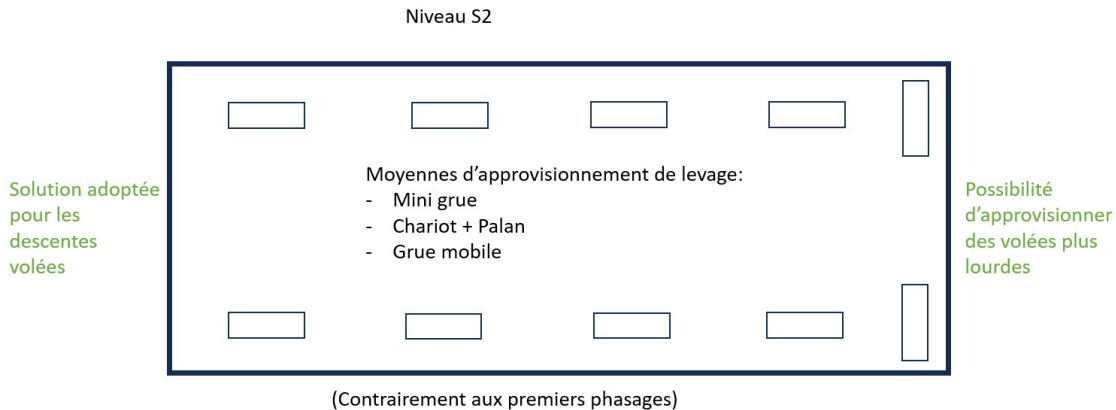 Niveau S2
Solution adoptée
pour les
descentes
volées
Moyennes d’approvisionnement de levage:
- Mini grue
- Chariot + Palan
- Grue mobile
Possibilité
d’approvisionner
des volées plus
lourdes
(Contrairement aux premiers phasages)